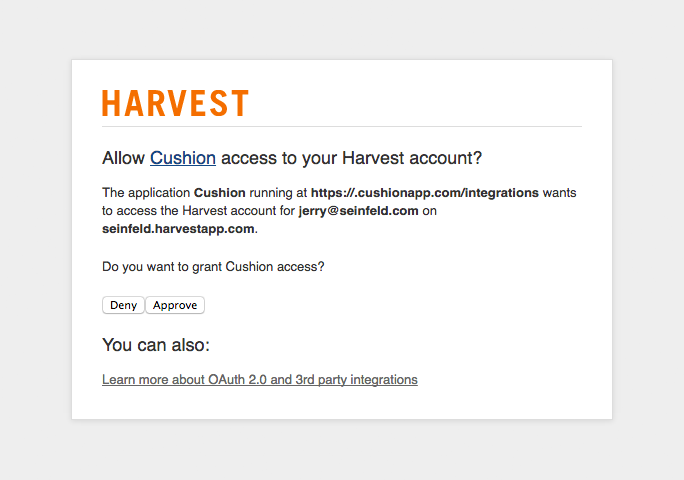 HARVEST
Allow Cushion access to your Harvest account?
The application Cushion running at https://.cushionapp.com/integrations wants
to access the Harvest account for jerry@seinfeld.com on
seinfeld.harvestapp.com.
Do you want to grant Cushion access?
Deny Approve
You can also:
Learn more about OAuth 2.0 and 3rd party integrations